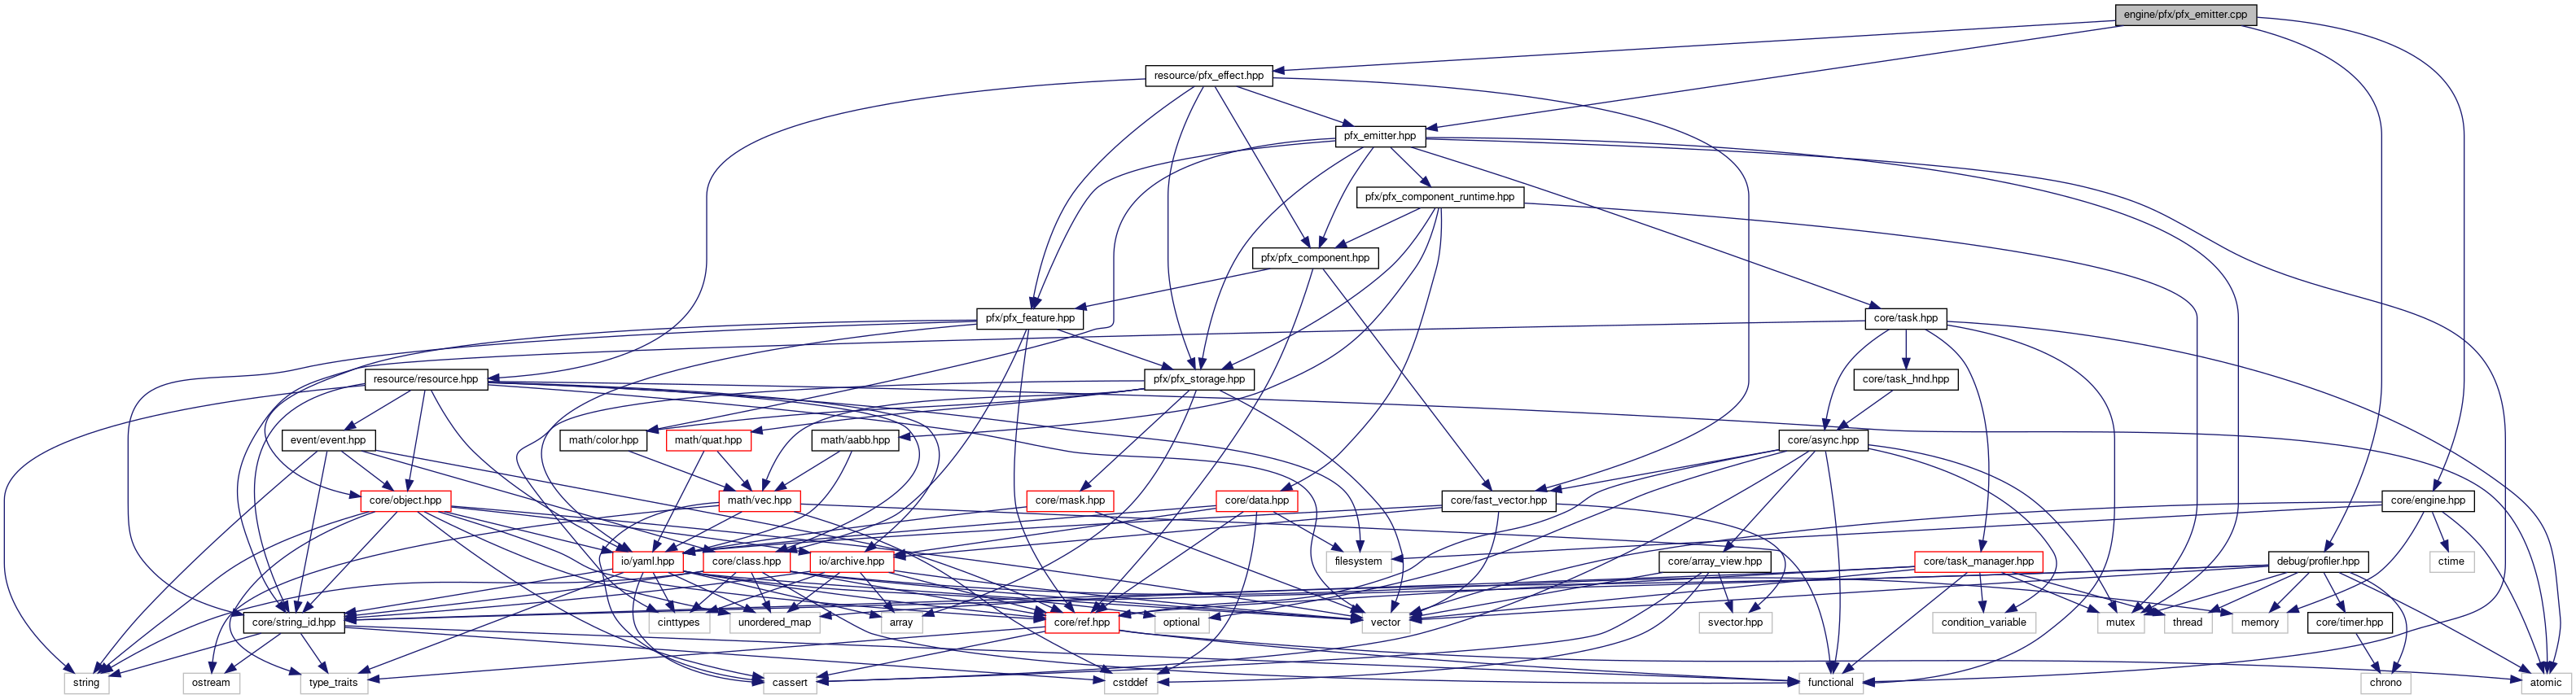 engine/pfx/pfx_emitter.cpp
resource/pfx_effect.hpp
pfx_emitter.hpp
pfx/pfx_component_runtime.hpp
pfx/pfx_component.hpp
pfx/pfx_feature.hpp
core/task.hpp
resource/resource.hpp
pfx/pfx_storage.hpp
core/task_hnd.hpp
event/event.hpp
math/color.hpp
math/quat.hpp
math/aabb.hpp
core/async.hpp
core/object.hpp
math/vec.hpp
core/mask.hpp
core/data.hpp
core/fast_vector.hpp
core/engine.hpp
io/yaml.hpp
core/class.hpp
io/archive.hpp
filesystem
core/array_view.hpp
core/task_manager.hpp
debug/profiler.hpp
ctime
core/string_id.hpp
cinttypes
unordered_map
array
core/ref.hpp
optional
vector
svector.hpp
condition_variable
mutex
thread
memory
core/timer.hpp
string
ostream
type_traits
cassert
cstddef
functional
chrono
atomic